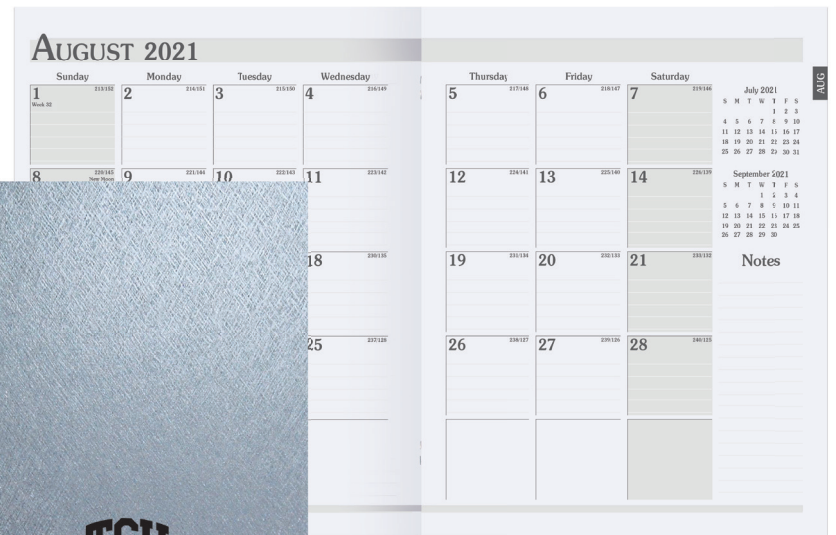 AUGUST 2021
Sunday Monday Tuesday Wednesday Thursday Friday Saturday
AUG
1 213/152 2 214/151 3 215/150 4 216/149 5 217/148 6 218/147 7 219/146
Week 32
July 2021
S M T W T F S
1 2 3
4 5 6 7 8 9 10
11 12 13 14 15 16 17
18 19 20 21 22 23 24
25 26 27 28 29 30 31
8 220/145 9 221/144 10 222/143 11 223/142 12 224/141 13 225/140 14 226/139
New Moon
September 2021
S M T W T F S
1 2 3 4
5 6 7 8 9 10 11
12 13 14 15 16 17 18
19 20 21 22 23 24 25
26 27 28 29 30
18 230/135 19 231/134 20 232/133 21 233/132
Notes
25 237/128 26 238/127 27 239/126 28 240/125
TCU